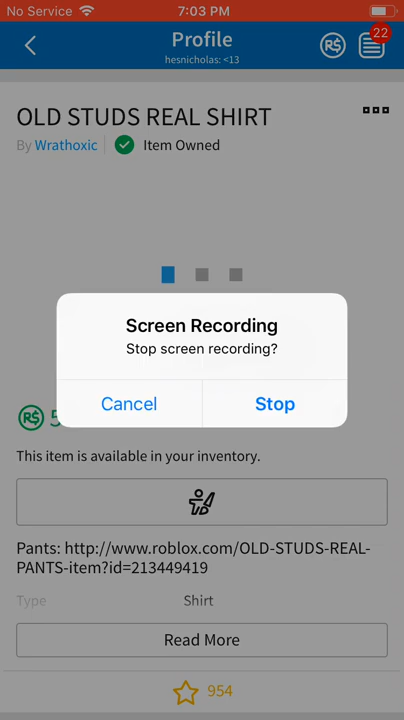 No Service 7:03 PM
Profile
hesnicholas: <13
R$
22
OLD STUDS REAL SHIRT
By Wrathoxic
Item Owned
Screen Recording
Stop screen recording?
Cancel Stop
R$ 5
This item is available in your inventory.
Pants: http://www.roblox.com/OLD-STUDS-REAL-
PANTS-item?id=213449419
Type Shirt
Read More
954